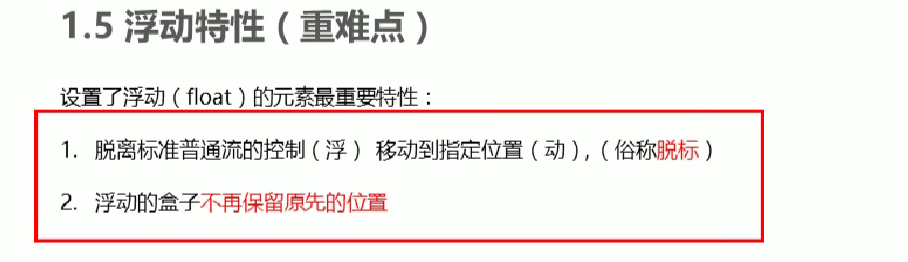 1.5 浮动特性（重难点）
设置了浮动（float）的元素最重要特性：
1. 脱离标准普通流的控制（浮） 移动到指定位置（动），（俗称脱标）
2. 浮动的盒子不再保留原先的位置